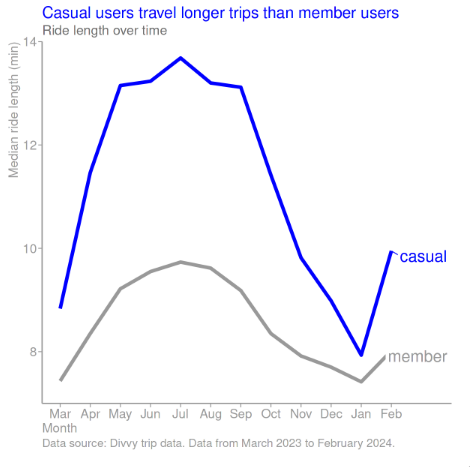 Casual users travel longer trips than member users
Ride length over time
Median ride length (min)
14
12
10
8
casual
member
Mar Apr May Jun Jul Aug Sep Oct Nov Dec Jan Feb
Month
Data source: Divvy trip data. Data from March 2023 to February 2024.